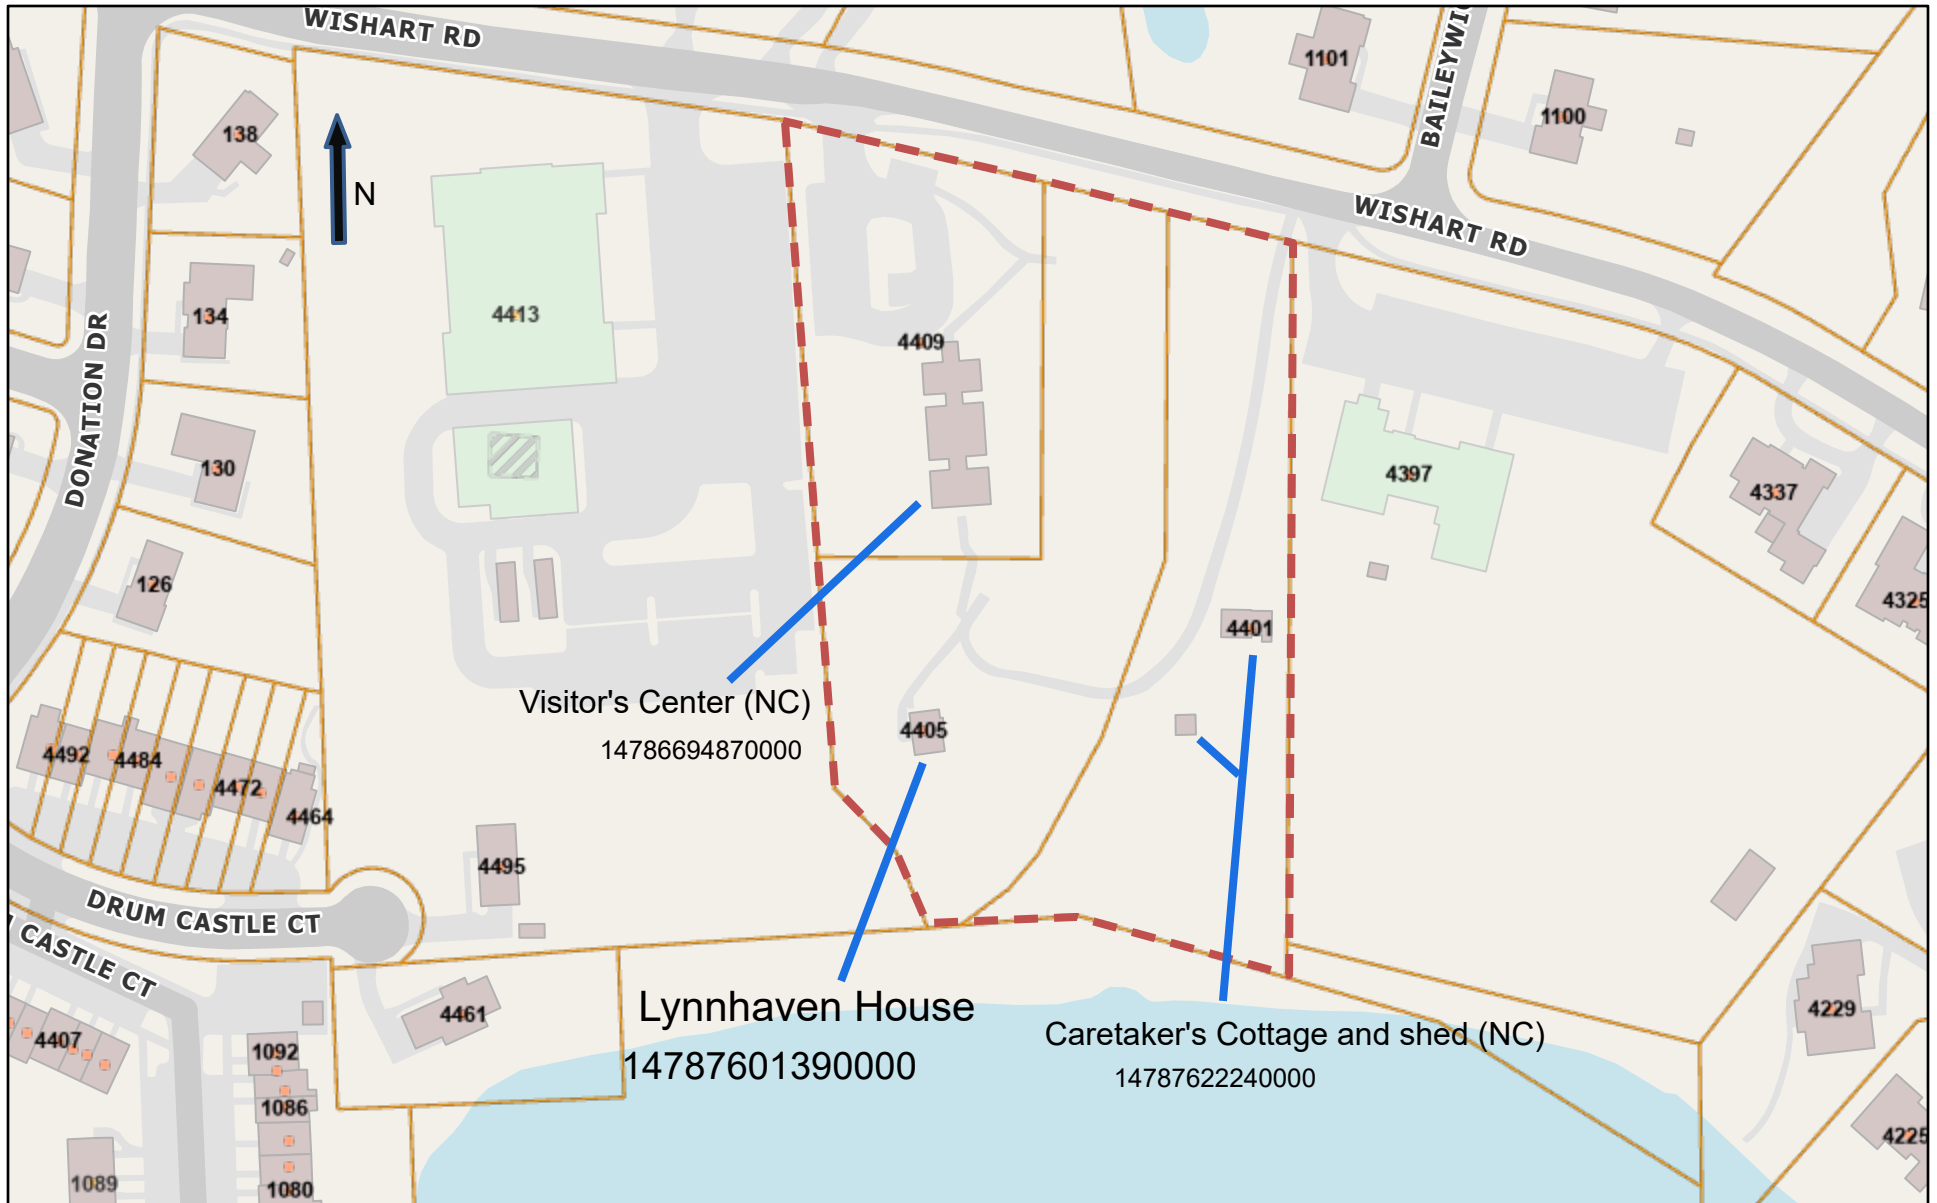 WISHART RD
BAILEYWIC
1101
1100
138
N
WISHART RD
134
4413
4409
DONATION DR
130
4397
4337
126
4325
4401
Visitor's Center (NC)
14786694870000
4405
4492
4484
4472
4464
4495
DRUM CASTLE CT
CASTLE CT
4461
Lynnhaven House
14787601390000
Caretaker's Cottage and shed (NC)
14787622240000
4229
4407
1092
1086
4225
1089
1080